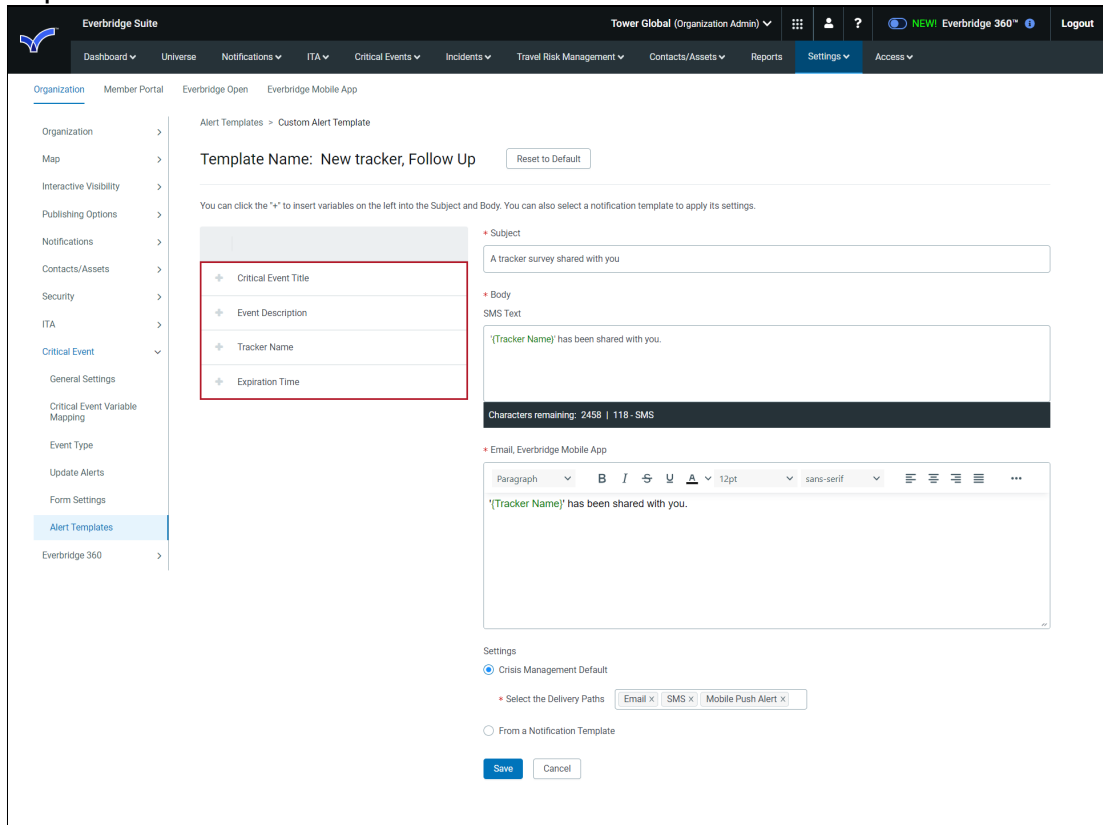 Everbridge Suite
Tower Global (Organization Admin)
?
NEW! Everbridge 360™
Logout
Dashboard Universe Notifications ITA Critical Events Incidents Travel Risk Management Contacts/Assets Reports Settings Access
Organization Member Portal Everbridge Open Everbridge Mobile App
Organization
Map
Interactive Visibility
Publishing Options
Notifications
Contacts/Assets
Security
ITA
Critical Event
General Settings
Critical Event Variable
Mapping
Event Type
Update Alerts
Form Settings
Alert Templates
Everbridge 360
Alert Templates > Custom Alert Template
Template Name: New tracker, Follow Up
Reset to Default
You can click the "+" to insert variables on the left into the Subject and Body. You can also select a notification template to apply its settings.
+ Critical Event Title
+ Event Description
+ Tracker Name
+ Expiration Time
* Subject
A tracker survey shared with you
* Body
SMS Text
'{Tracker Name}' has been shared with you.
Characters remaining: 2458 | 118 - SMS
* Email, Everbridge Mobile App
Paragraph B I S U A 12pt sans-serif ...
'{Tracker Name}' has been shared with you.
Settings
Crisis Management Default
* Select the Delivery Paths Email × SMS × Mobile Push Alert ×
From a Notification Template
Save Cancel